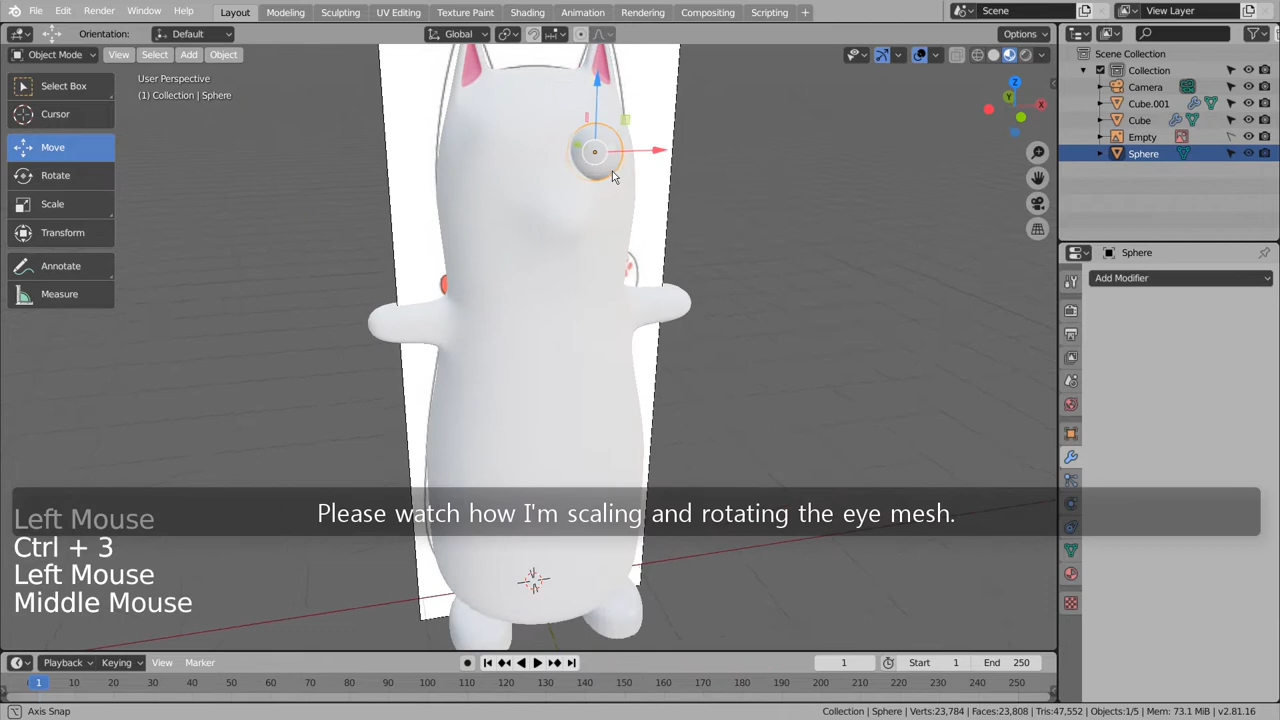 File Edit Render Window Help Layout Modeling Sculpting UV Editing Texture Paint Shading Animation Rendering Compositing Scripting + Scene View Layer
Orientation: Default Global Options
Object Mode View Select Add Object
Select Box
Cursor
Move
Rotate
Scale
Transform
Annotate
Measure
User Perspective
(1) Collection | Sphere
Z
Y
X
Scene Collection
Collection
Camera
Cube.001
Cube
Empty
Sphere
Sphere
Add Modifier
Please watch how I'm scaling and rotating the eye mesh.
Left Mouse
Ctrl + 3
Left Mouse
Middle Mouse
Playback Keying View Marker 1 Start 1 End 250
1 10 20 30 40 50 60 70 80 90 100 110 120 130 140 150 160 170 180 190 200 210 220 230 240 250
Axis Snap Collection | Sphere | Verts:23,784 | Faces:23,808 | Tris:47,552 | Objects:1/5 | Mem: 73.1 MiB | v2.81.16